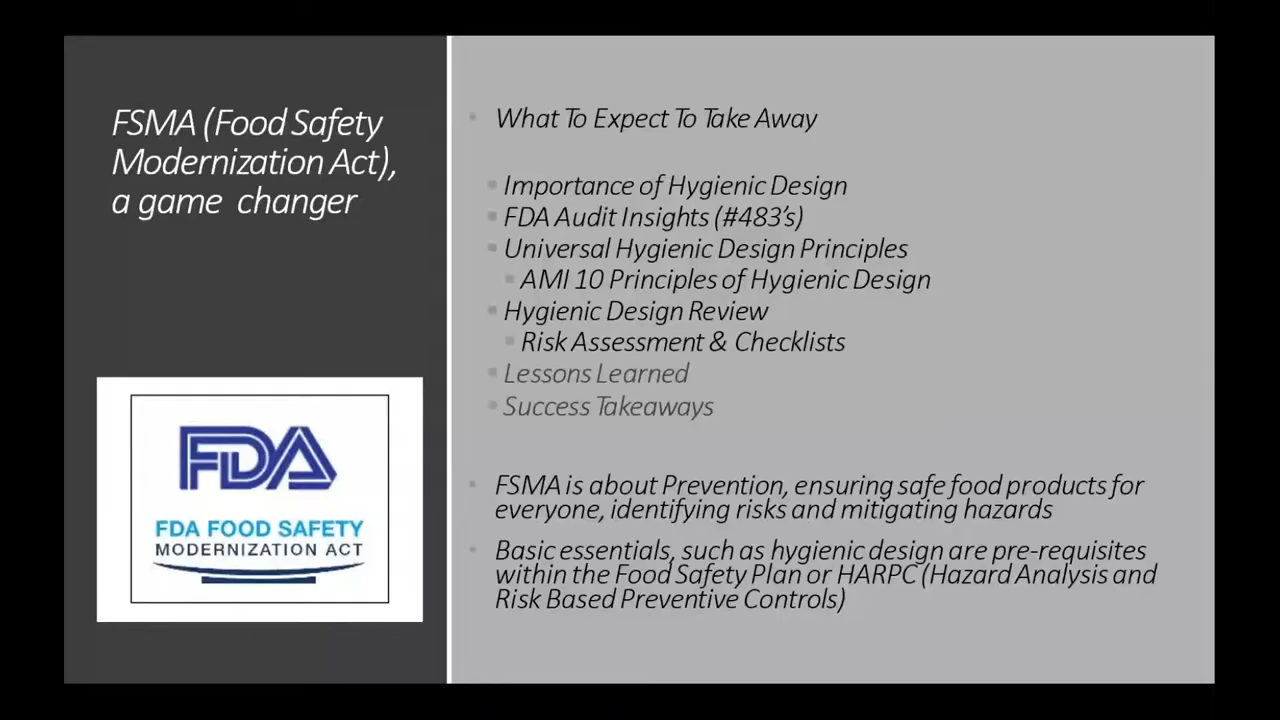 FSMA (Food Safety
Modernization Act),
a game changer
FDA
FDA FOOD SAFETY
MODERNIZATION ACT
What To Expect To Take Away
Importance of Hygienic Design
FDA Audit Insights (#483's)
Universal Hygienic Design Principles
AMI 10 Principles of Hygienic Design
Hygienic Design Review
Risk Assessment & Checklists
Lessons Learned
Success Takeaways
FSMA is about Prevention, ensuring safe food products for
everyone, identifying risks and mitigating hazards
Basic essentials, such as hygienic design are pre-requisites
within the Food Safety Plan or HARPC (Hazard Analysis and
Risk Based Preventive Controls)